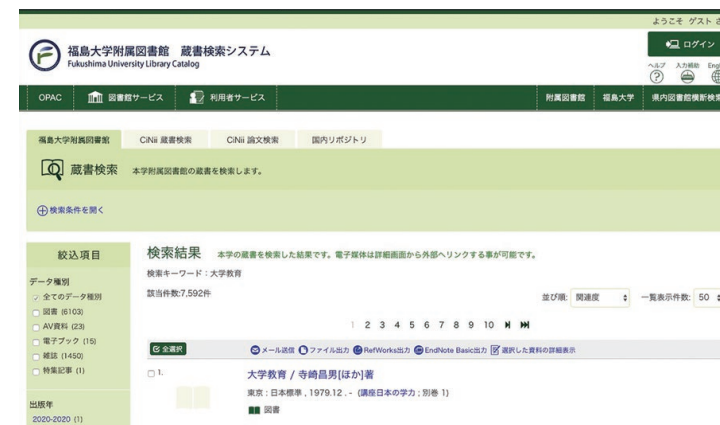 ようこそ ゲスト さ
福島大学附属図書館 蔵書検索システム
Fukushima University Library Catalog
ログイン
ヘルプ 入力補助 Engl
OPAC 図書館サービス 利用者サービス 附属図書館 福島大学 県内図書館横断検索
福島大学附属図書館 CiNii 蔵書検索 CiNii 論文検索 国内リポジトリ
蔵書検索 本学附属図書館の蔵書を検索します。
検索条件を開く
絞込項目
データ種別
全てのデータ種別
図書 (6103)
AV資料 (23)
電子ブック (15)
雑誌 (1450)
特集記事 (1)
出版年
2020-2020 (1)
検索結果 本学の蔵書を検索した結果です。電子媒体は詳細画面から外部へリンクする事が可能です。
検索キーワード：大学教育
該当件数:7,592件
並び順: 関連度 一覧表示件数: 50
1 2 3 4 5 6 7 8 9 10
全選択 メール送信 ファイル出力 RefWorks出力 EndNote Basic出力 選択した資料の詳細表示
1. 大学教育 / 寺崎昌男[ほか]著
東京 : 日本標準 , 1979.12 . - (講座日本の学力 ; 別巻 1)
図書